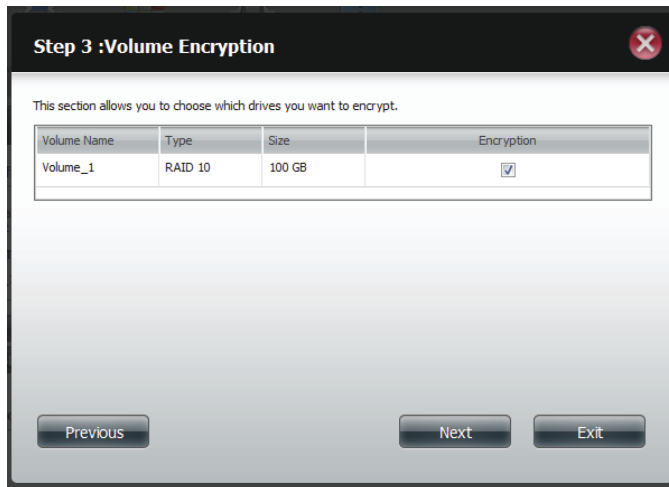 Step 3 :Volume Encryption
This section allows you to choose which drives you want to encrypt.
Volume Name Type Size Encryption
Volume_1 RAID 10 100 GB
Previous Next Exit